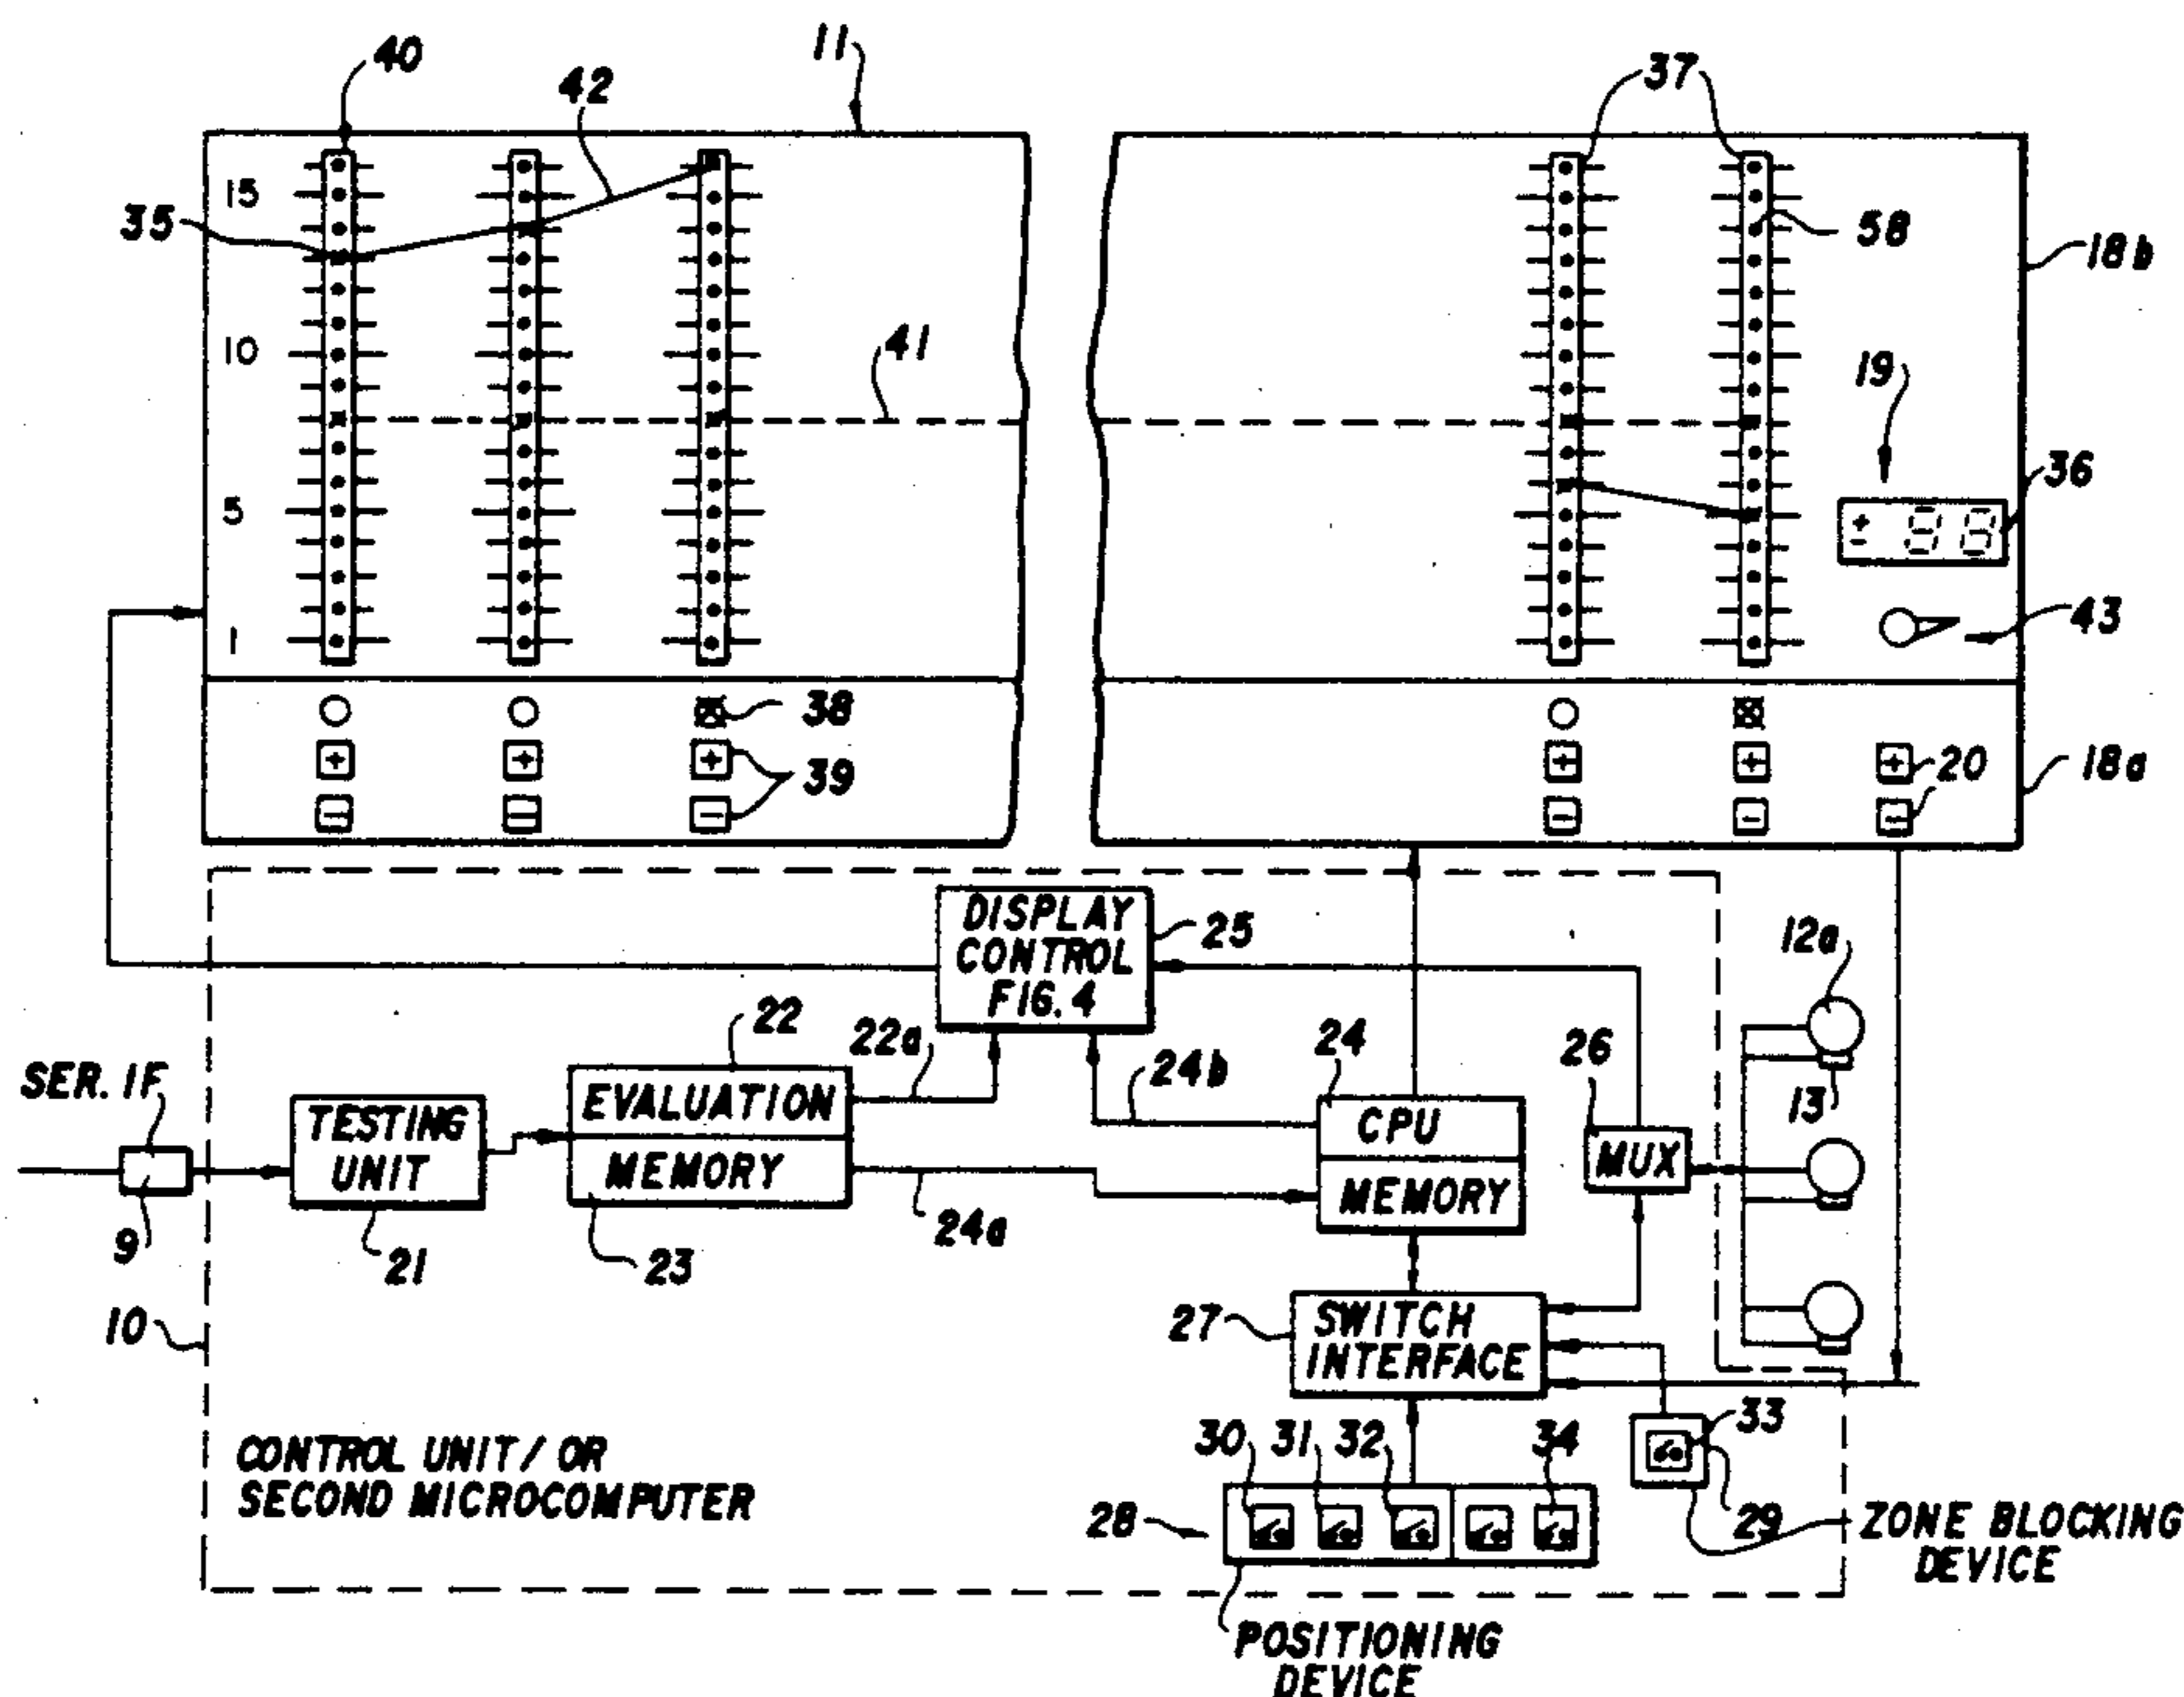 40
11
42
37
15
35
58
18b
10
41
19
36
5
+ 98
-
43
1
38
+ + + + + + 20
39
18a
- - - - - -
DISPLAY
CONTROL
FIG. 4
25
12a
22
22a
24
26
24b
13
SER. IF.
EVALUATION
TESTING
UNIT
CPU
MEMORY
MEMORY
MUX
9
21
23
24a
10
27
SWITCH
INTERFACE
33
30 31 32 34
CONTROL UNIT/OR
SECOND MICROCOMPUTER
28
29
ZONE BLOCKING
DEVICE
POSITIONING
DEVICE